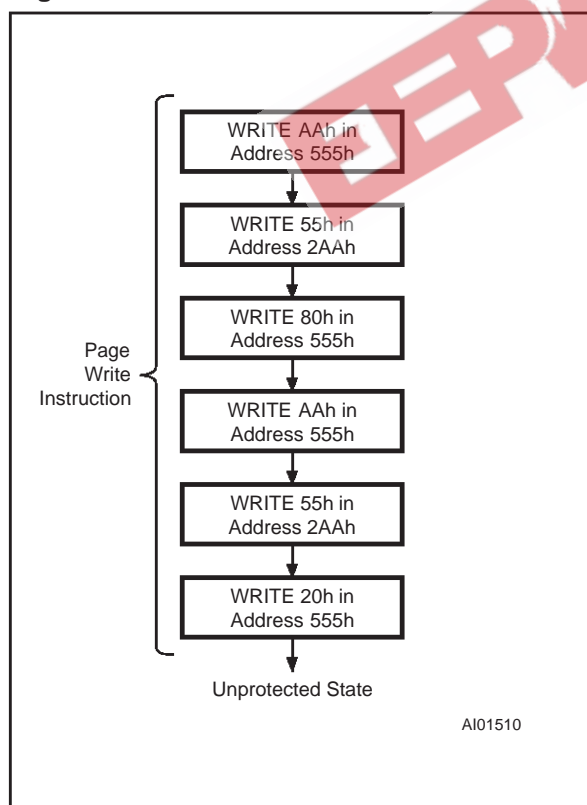 WRITE AAh in
Address 555h
WRITE 55h in
Address 2AAh
WRITE 80h in
Address 555h
Page
Write
Instruction
WRITE AAh in
Address 555h
WRITE 55h in
Address 2AAh
WRITE 20h in
Address 555h
Unprotected State
AI01510